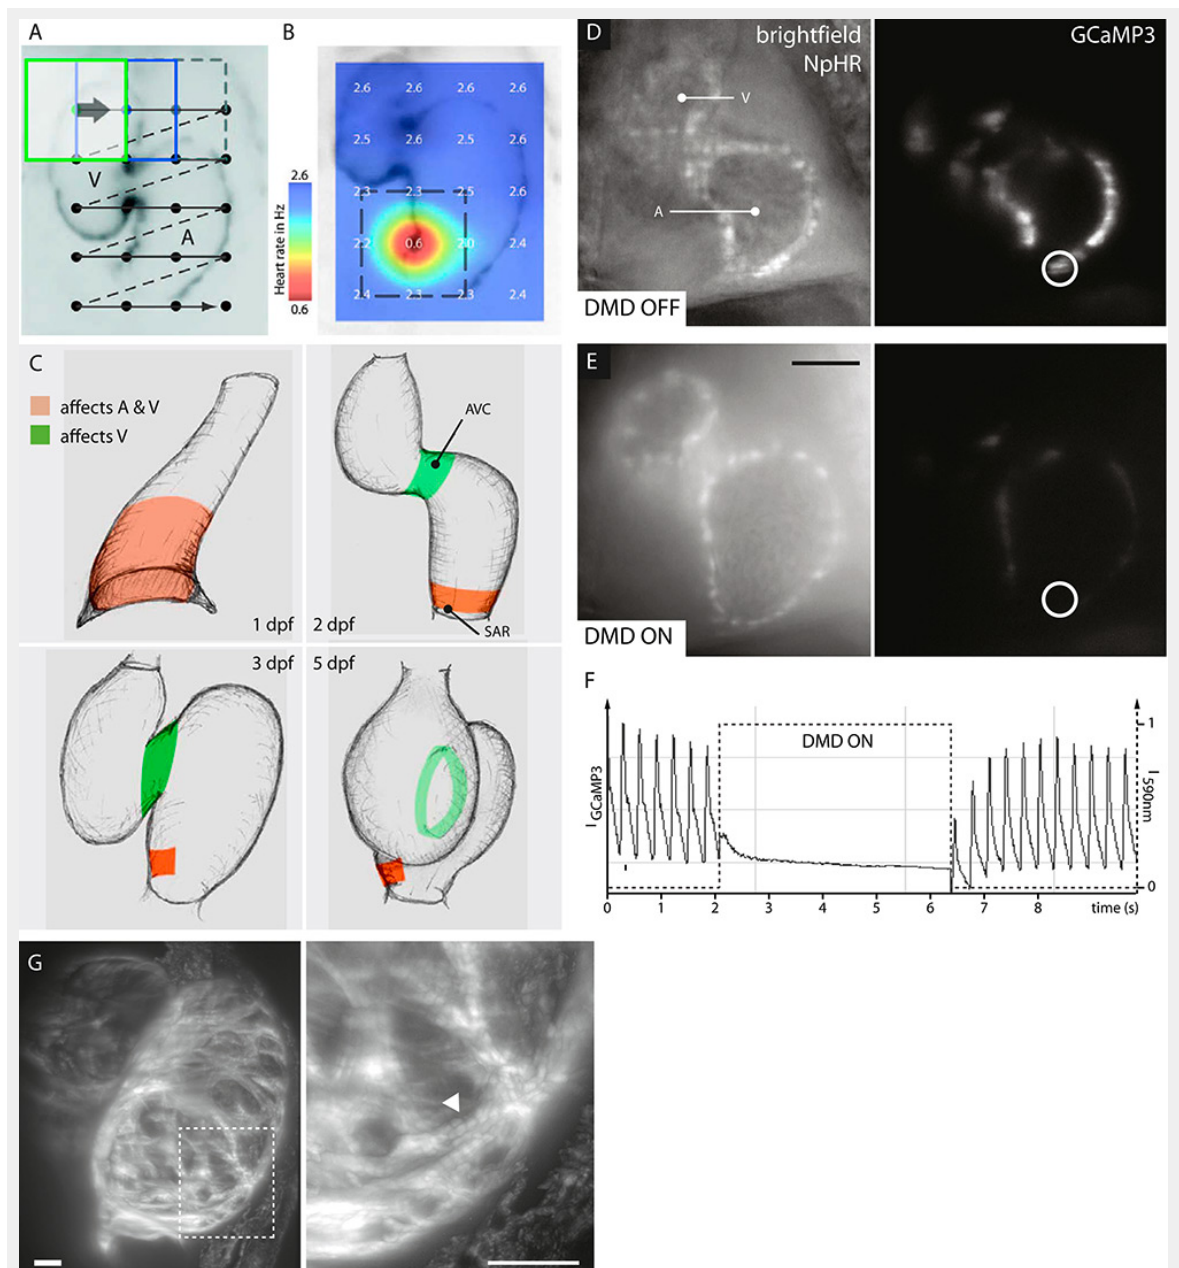 A
V
A
B
2.6 2.6 2.6 2.6
2.5 2.6 2.5 2.6
2.3 2.3 2.5 2.6
2.2 0.6 2.0 2.4
2.4 2.3 2.3 2.4
2.6
Heart rate in Hz
0.6
C
affects A & V
affects V
1 dpf
2 dpf
AVC
SAR
3 dpf
5 dpf
D
brightfield
NpHR
V
A
DMD OFF
GCaMP3
E
DMD ON
F
I GCaMP3
DMD ON
1
I 590nm
0
0 1 2 3 4 5 6 7 8 time (s)
G